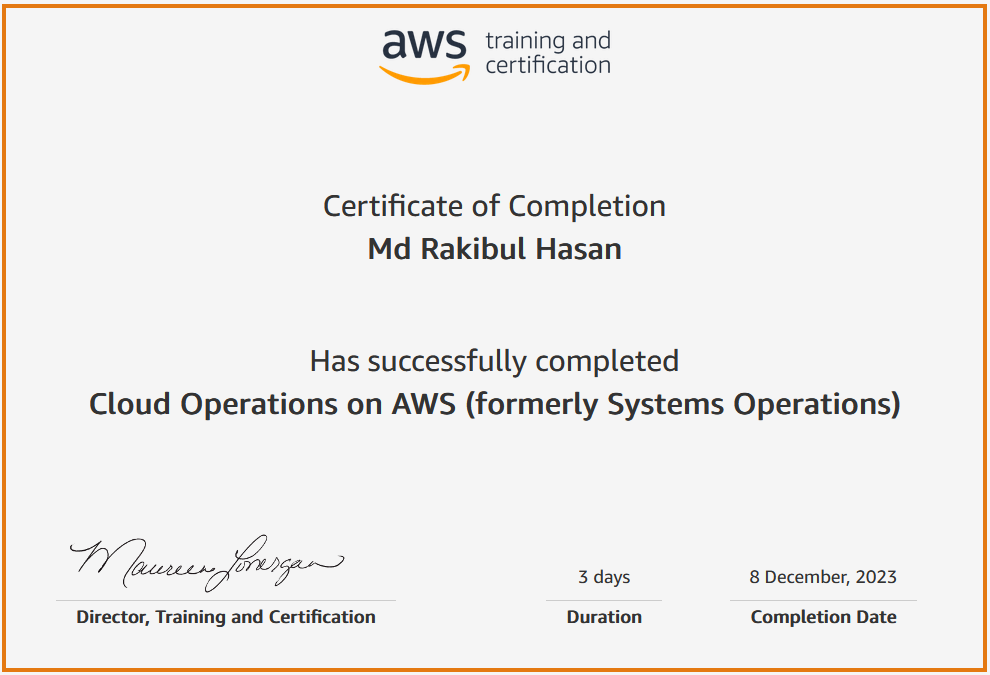 aws training and
certification
Certificate of Completion
Md Rakibul Hasan
Has successfully completed
Cloud Operations on AWS (formerly Systems Operations)
Maureen Lonergan
3 days
8 December, 2023
Director, Training and Certification
Duration
Completion Date